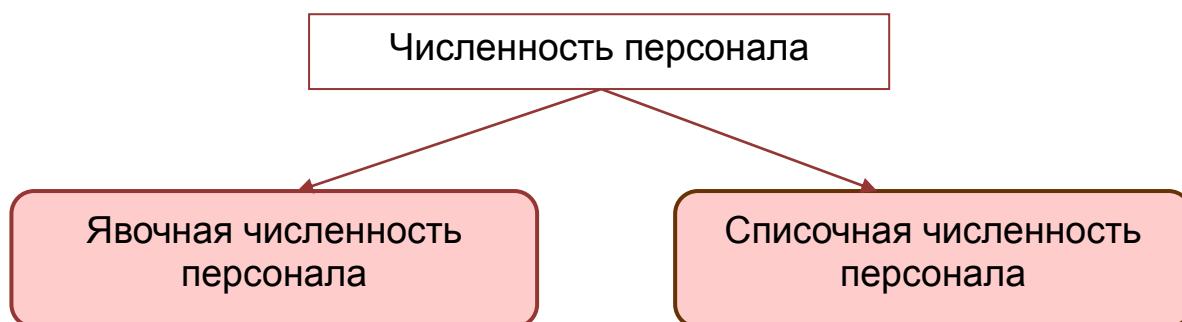 Численность персонала
Явочная численность
персонала
Списочная численность
персонала